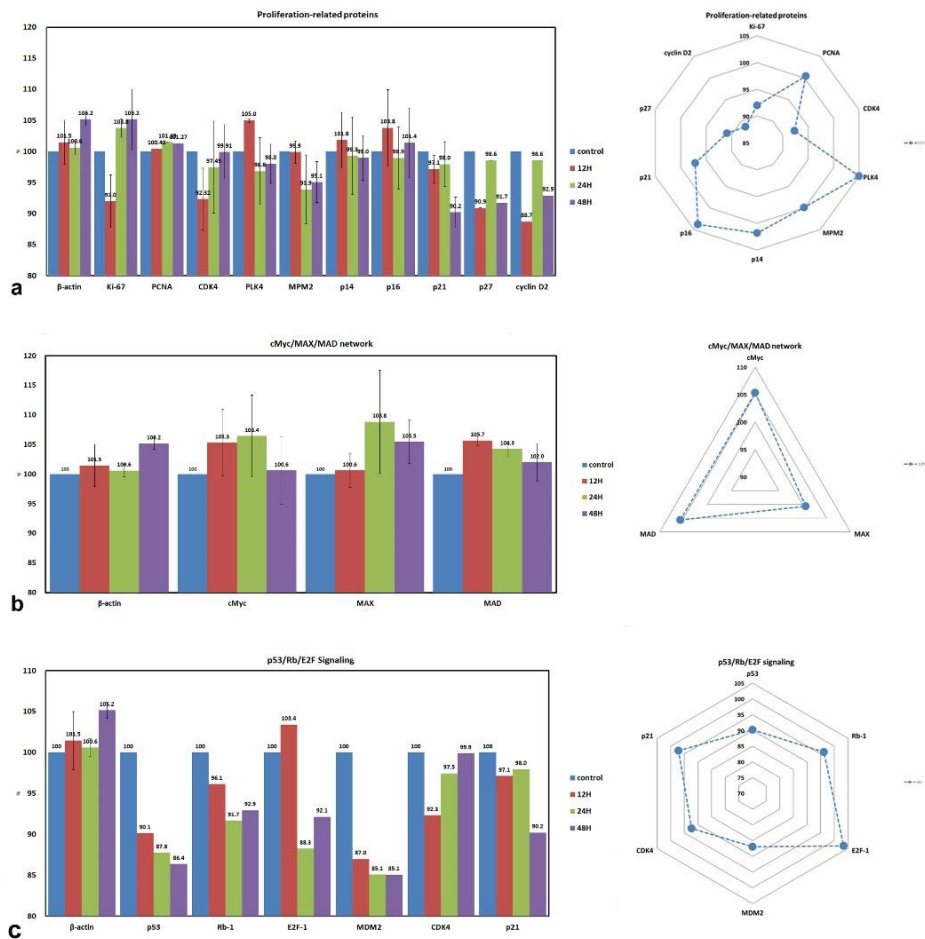 Proliferation-related proteins
120
115
110
105
100
95
90
85
80
%
101.5 100.6 105.2
92.0 103.8 105.2
100.43 101.27
92.32 97.45 99.91
105.0 96.8 98.0
99.9 93.9 95.1
101.8 99.3 99.0
103.8 98.9 101.4
97.1 98.0 90.2
90.9 98.6 91.7
88.7 98.6 92.9
β-actin Ki-67 PCNA CDK4 PLK4 MPM2 p14 p16 p21 p27 cyclin D2
control
12H
24H
48H
a
Proliferation-related proteins
Ki-67
105
100
95
90
85
PCNA
CDK4
PLK4
MPM2
p14
p16
p21
p27
cyclin D2
cMyc/MAX/MAD network
120
115
110
105
100
95
90
85
80
%
100 101.5 100.6 104.2
100 105.3 106.4 100.6
100 100.6 108.8 105.5
100 105.7 104.3 102.0
β-actin cMyc MAX MAD
control
12H
24H
48H
b
cMyc/MAX/MAD network
cMyc
110
105
100
95
90
MAD
MAX
p53/Rb/E2F Signaling
110
105
100
95
90
85
80
%
100 101.5 100.6 105.2
100 90.1 87.8 86.4
100 96.1 91.7 92.9
100 103.4 88.3 92.1
100 87.0 85.1 85.1
100 92.3 97.5 99.9
100 97.1 98.0 90.2
β-actin p53 Rb-1 E2F-1 MDM2 CDK4 p21
control
12H
24H
48H
c
p53/Rb/E2F signaling
p53
105
100
95
90
85
80
75
70
Rb-1
E2F-1
MDM2
CDK4
p21